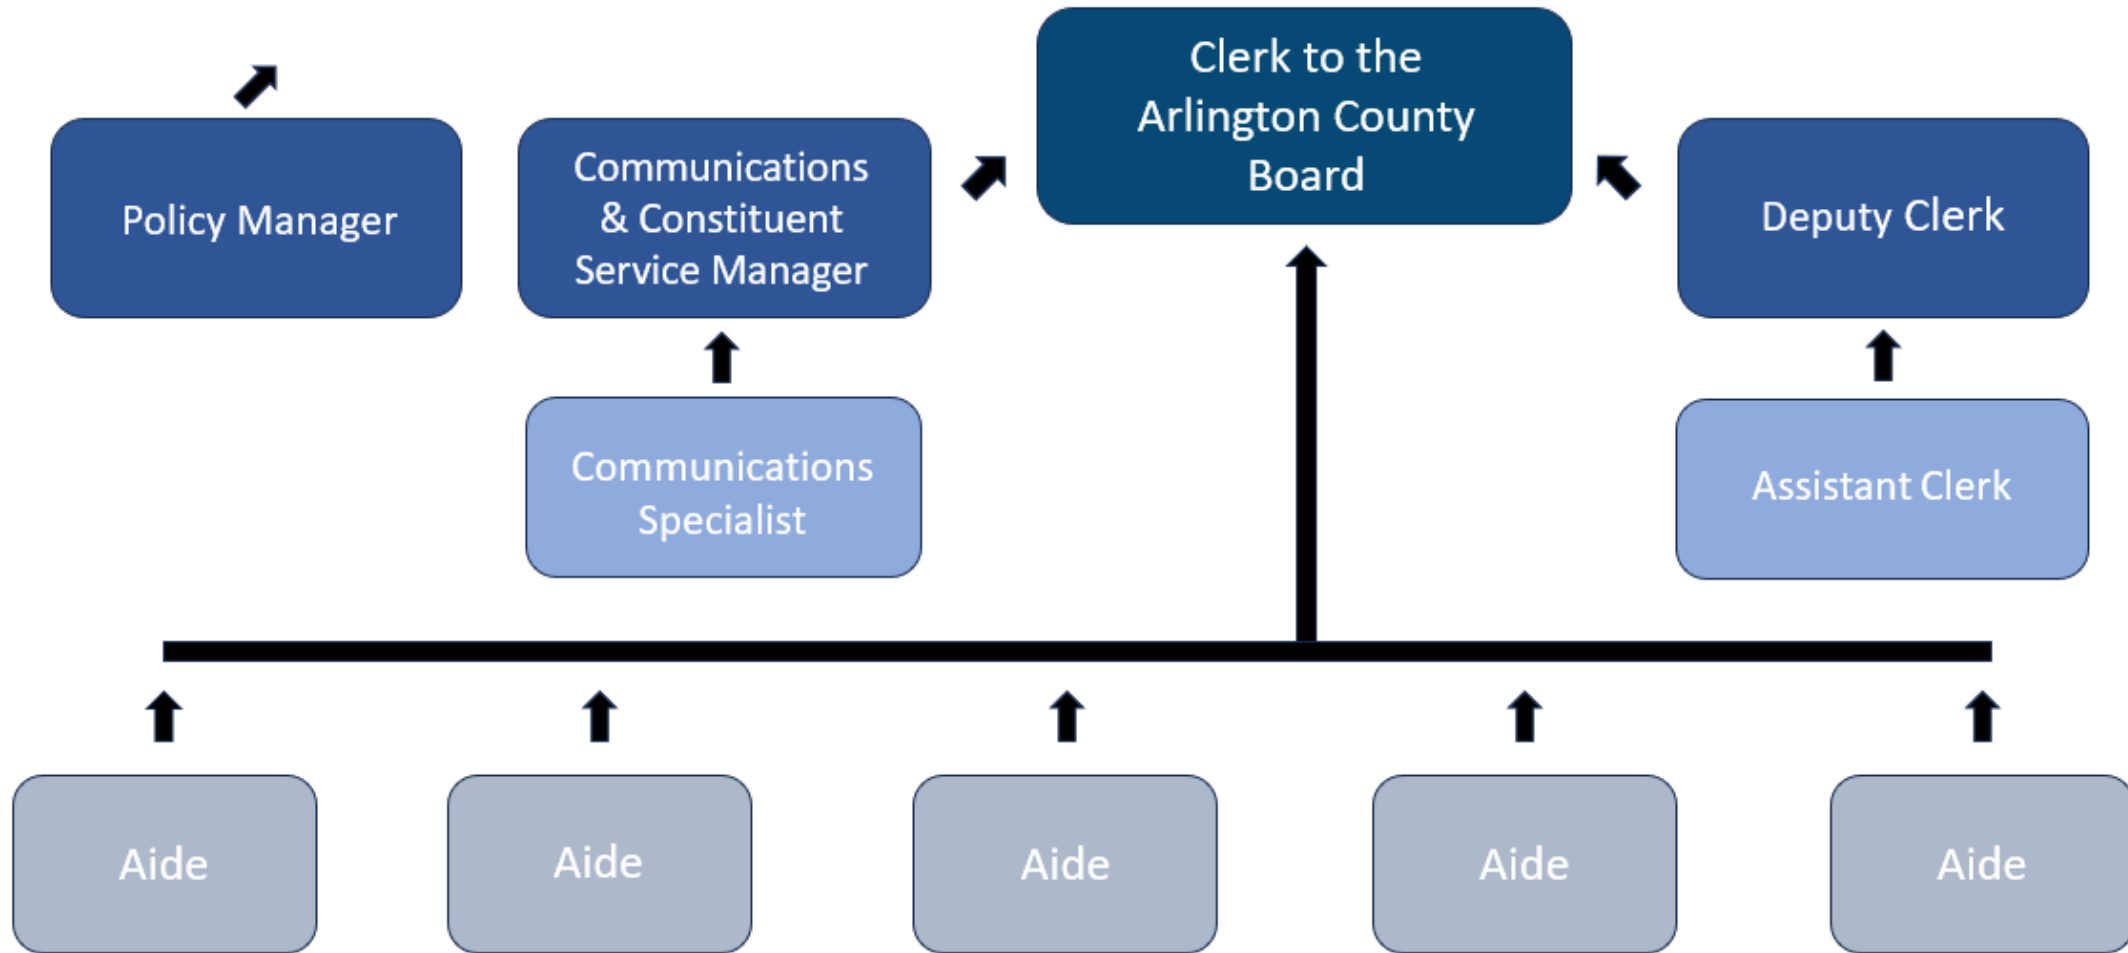 Clerk to the
Arlington County
Board
Policy Manager
Communications
& Constituent
Service Manager
Deputy Clerk
Communications
Specialist
Assistant Clerk
Aide
Aide
Aide
Aide
Aide